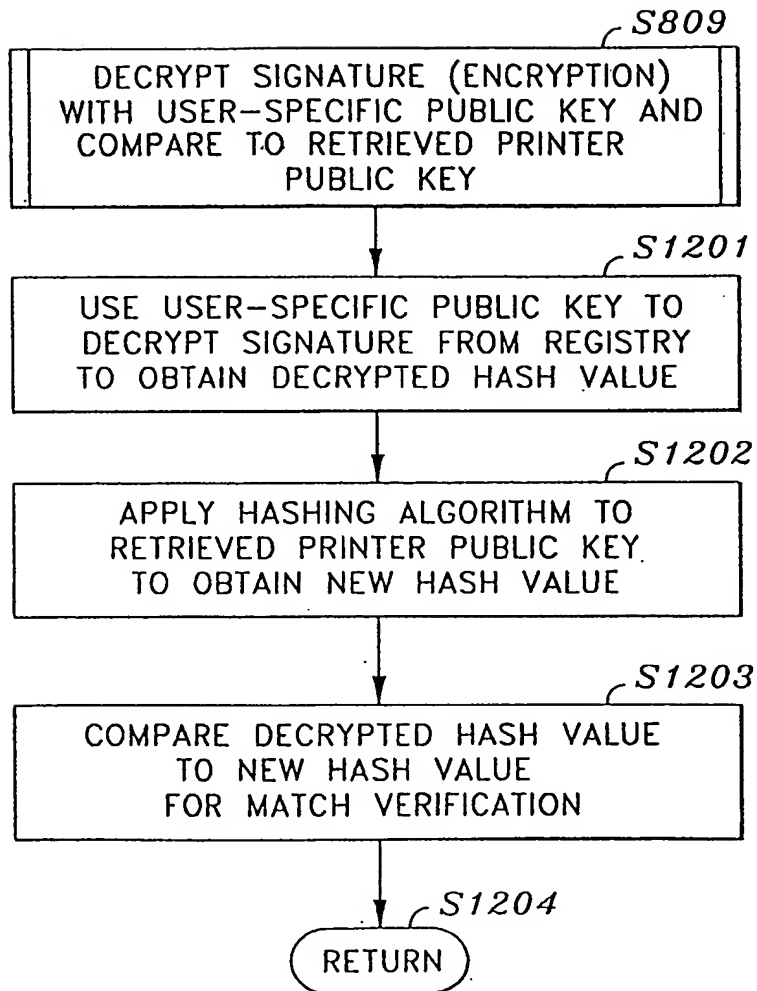 S809
DECRYPT SIGNATURE (ENCRYPTION)
WITH USER-SPECIFIC PUBLIC KEY AND
COMPARE TO RETRIEVED PRINTER
PUBLIC KEY
S1201
USE USER-SPECIFIC PUBLIC KEY TO
DECRYPT SIGNATURE FROM REGISTRY
TO OBTAIN DECRYPTED HASH VALUE
S1202
APPLY HASHING ALGORITHM TO
RETRIEVED PRINTER PUBLIC KEY
TO OBTAIN NEW HASH VALUE
S1203
COMPARE DECRYPTED HASH VALUE
TO NEW HASH VALUE
FOR MATCH VERIFICATION
S1204
RETURN